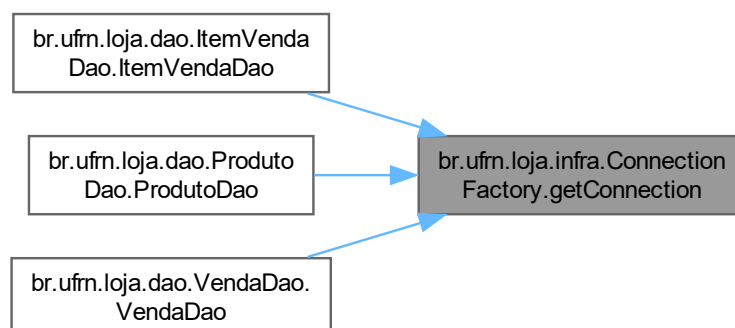 br.ufrn.loja.dao.ItemVenda
Dao.ItemVendaDao
br.ufrn.loja.dao.Produto
Dao.ProdutoDao
br.ufrn.loja.infra.Connection
Factory.getConnection
br.ufrn.loja.dao.VendaDao.
VendaDao